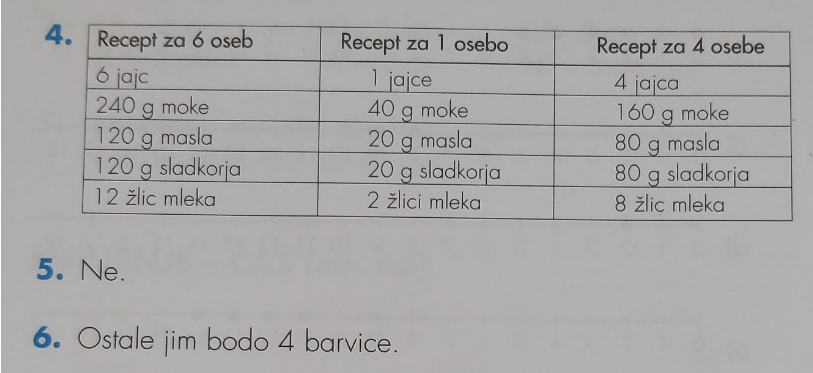 4. Recept za 6 oseb Recept za 1 osebo Recept za 4 osebe
6 jajc 1 jajce 4 jajca
240 g moke 40 g moke 160 g moke
120 g masla 20 g masla 80 g masla
120 g sladkorja 20 g sladkorja 80 g sladkorja
12 žlic mleka 2 žlici mleka 8 žlic mleka
5. Ne.
6. Ostale jim bodo 4 barvice.